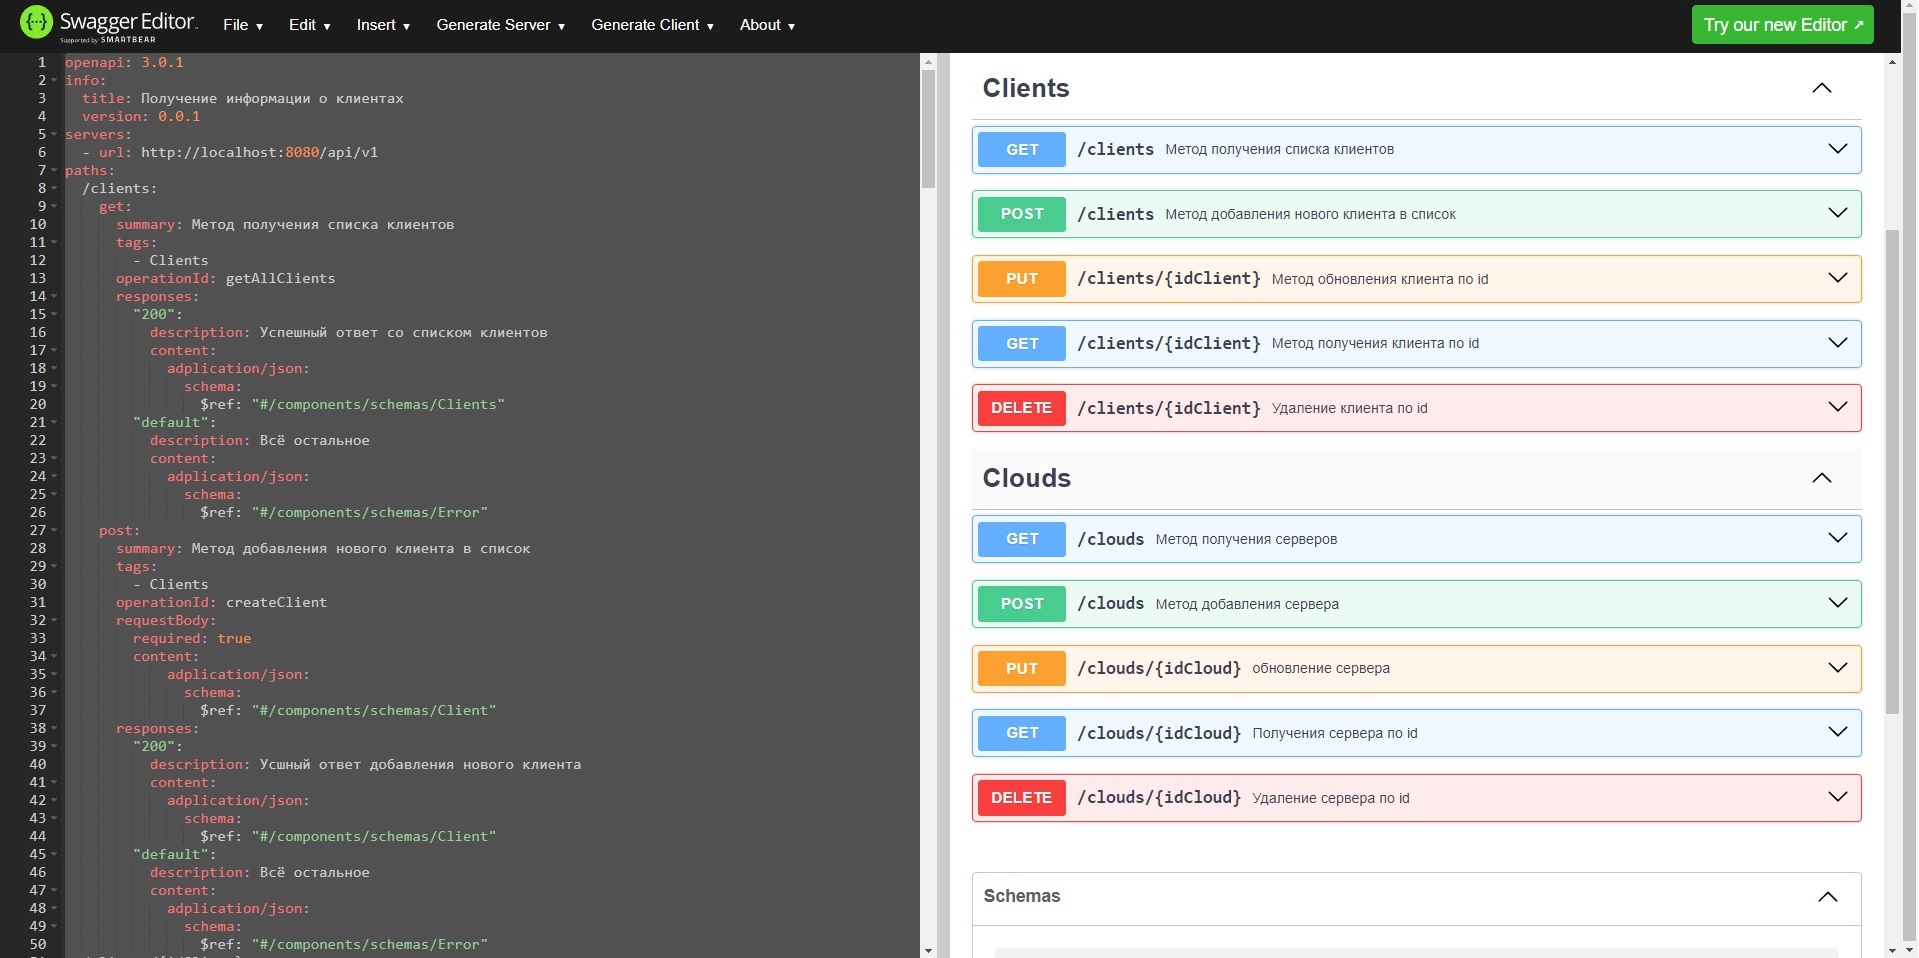 Swagger Editor.
Supported by SMARTBEAR
File
Edit
Insert
Generate Server
Generate Client
About
Try our new Editor ↗
1 openapi: 3.0.1
2 info:
3 title: Получение информации о клиентах
4 version: 0.0.1
5 servers:
6 - url: http://localhost:8080/api/v1
7 paths:
8 /clients:
9 get:
10 summary: Метод получения списка клиентов
11 tags:
12 - Clients
13 operationId: getAllClients
14 responses:
15 "200":
16 description: Успешный ответ со списком клиентов
17 content:
18 adplication/json:
19 schema:
20 $ref: "#/components/schemas/Clients"
21 "default":
22 description: Всё остальное
23 content:
24 adplication/json:
25 schema:
26 $ref: "#/components/schemas/Error"
27 post:
28 summary: Метод добавления нового клиента в список
29 tags:
30 - Clients
31 operationId: createClient
32 requestBody:
33 required: true
34 content:
35 adplication/json:
36 schema:
37 $ref: "#/components/schemas/Client"
38 responses:
39 "200":
40 description: Усшный ответ добавления нового клиента
41 content:
42 adplication/json:
43 schema:
44 $ref: "#/components/schemas/Client"
45 "default":
46 description: Всё остальное
47 content:
48 adplication/json:
49 schema:
50 $ref: "#/components/schemas/Error"
Clients
GET /clients Метод получения списка клиентов
POST /clients Метод добавления нового клиента в список
PUT /clients/{idClient} Метод обновления клиента по id
GET /clients/{idClient} Метод получения клиента по id
DELETE /clients/{idClient} Удаление клиента по id
Clouds
GET /clouds Метод получения серверов
POST /clouds Метод добавления сервера
PUT /clouds/{idCloud} обновление сервера
GET /clouds/{idCloud} Получения сервера по id
DELETE /clouds/{idCloud} Удаление сервера по id
Schemas